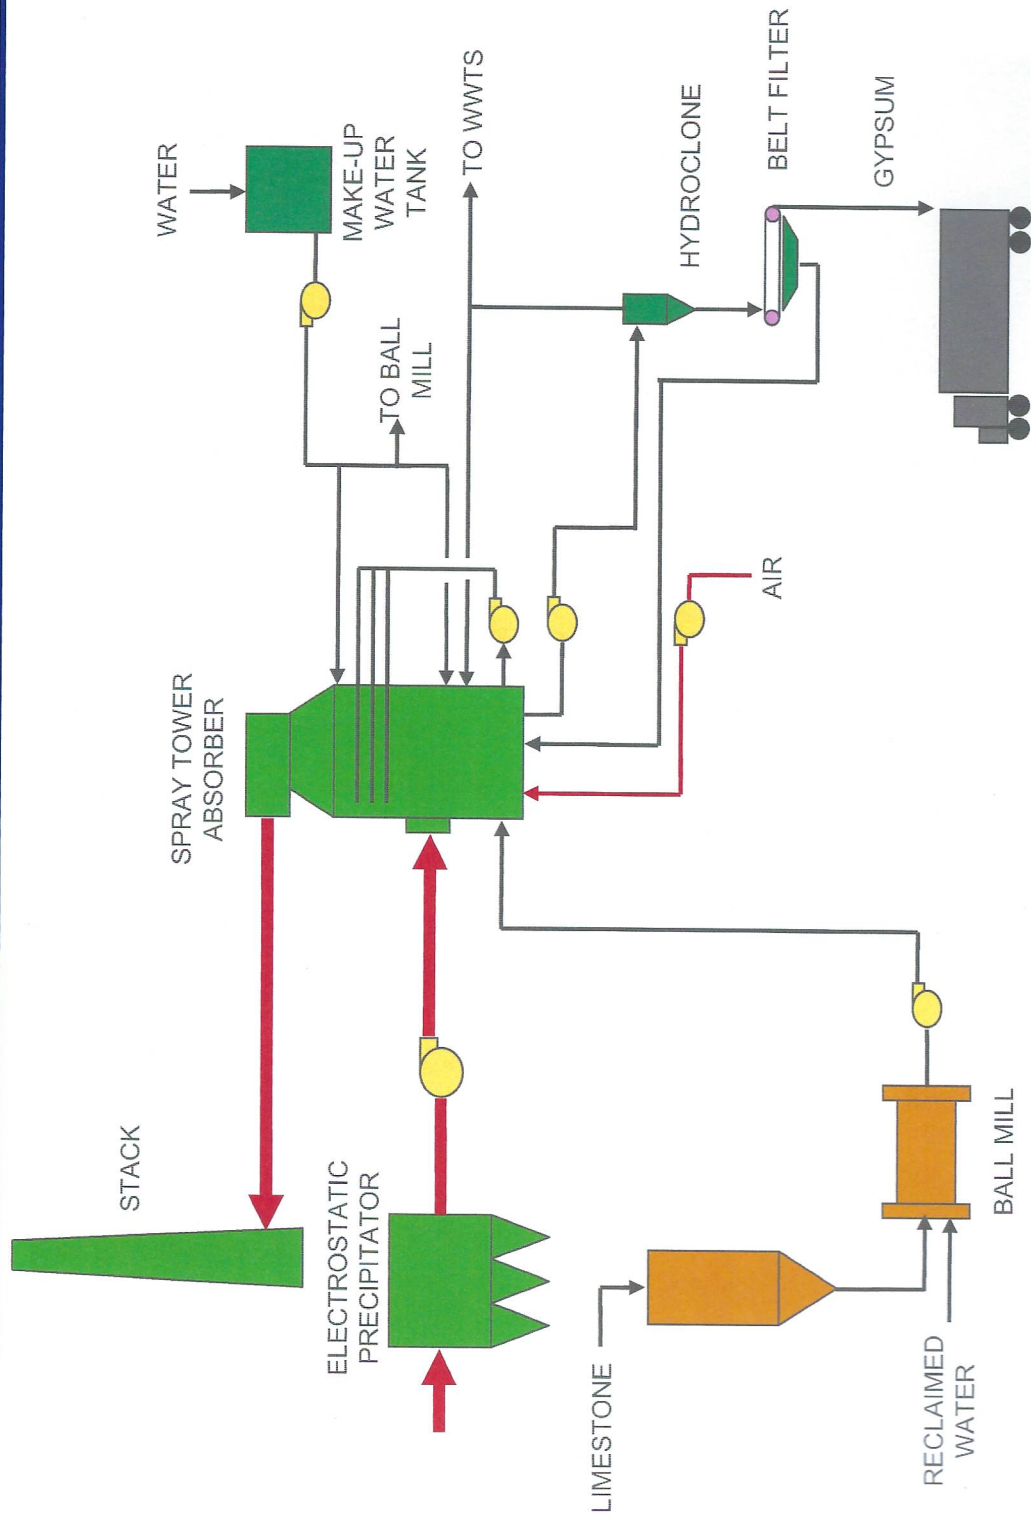 STACK
SPRAY TOWER
ABSORBER
WATER
MAKE-UP
WATER
TANK
ELECTROSTATIC
PRECIPITATOR
TO BALL
MILL
TO WWTS
LIMESTONE
HYDROCLONE
AIR
BELT FILTER
RECLAIMED
WATER
BALL MILL
GYPSUM